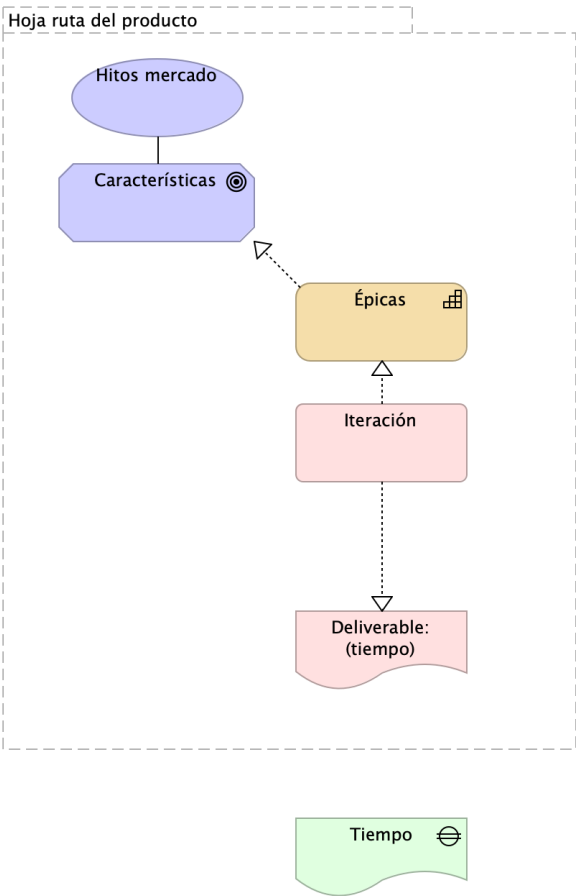 Hoja ruta del producto
Hitos mercado
Características
Épicas
Iteración
Deliverable:
(tiempo)
Tiempo